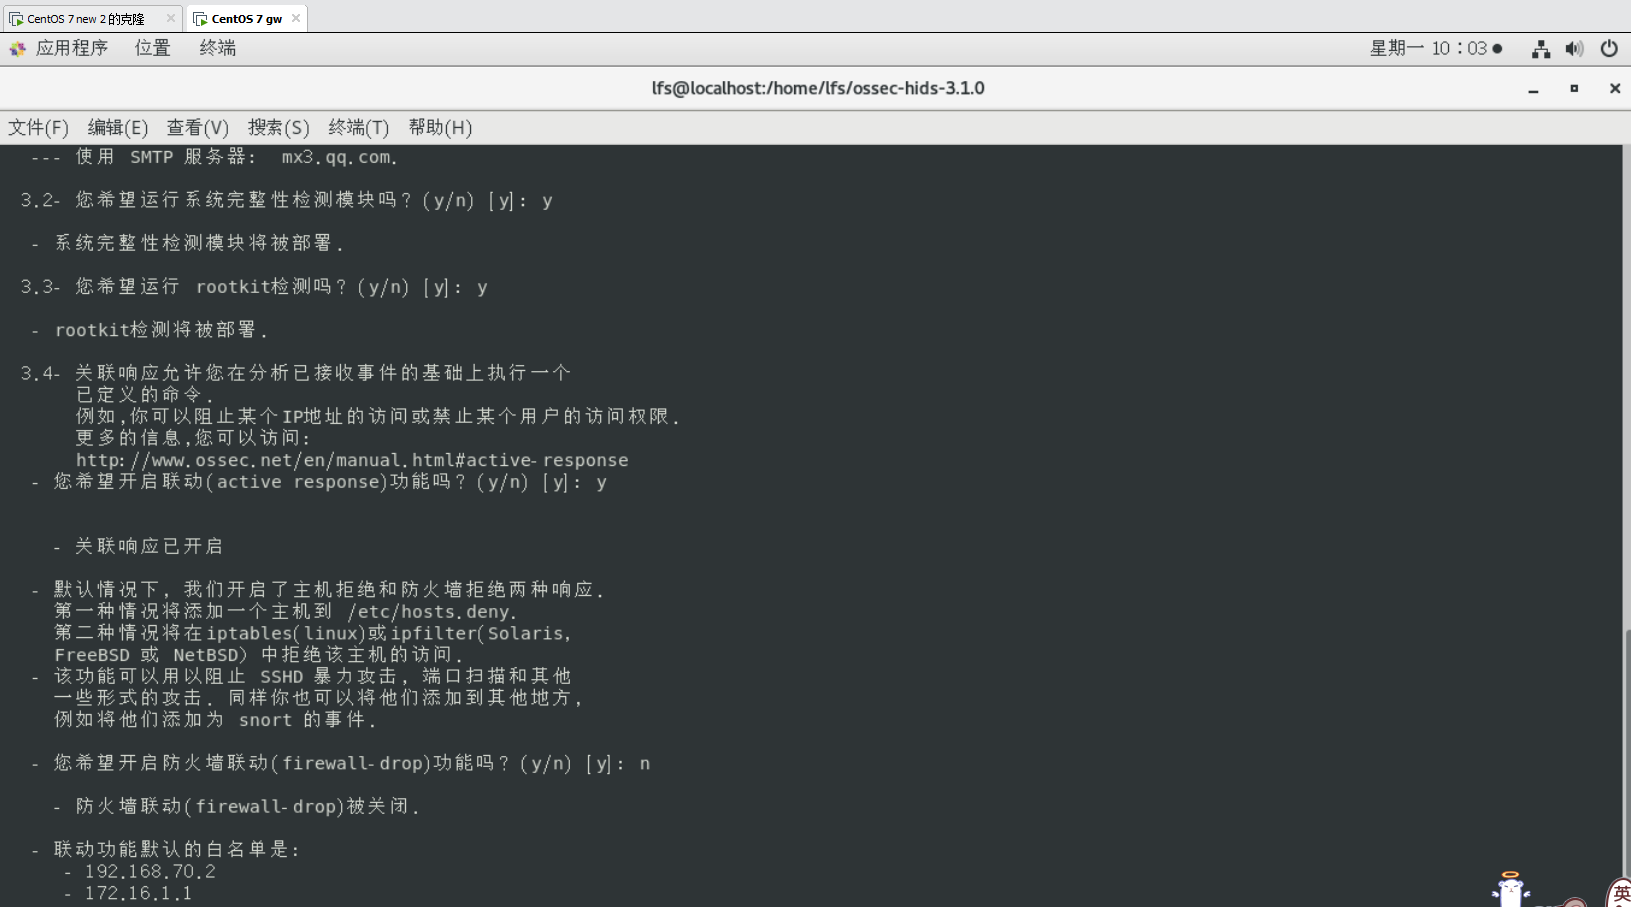 CentOS 7 new 2 的克隆 × CentOS 7 gw ×
应用程序 位置 终端 星期一 10：03
lfs@localhost:/home/lfs/ossec-hids-3.1.0
文件(F) 编辑(E) 查看(V) 搜索(S) 终端(T) 帮助(H)
--- 使用 SMTP 服务器: mx3.qq.com.
3.2- 您希望运行系统完整性检测模块吗? (y/n) [y]: y
- 系统完整性检测模块将被部署.
3.3- 您希望运行 rootkit检测吗? (y/n) [y]: y
- rootkit检测将被部署.
3.4- 关联响应允许您在分析已接收事件的基础上执行一个
已定义的命令.
例如,你可以阻止某个IP地址的访问或禁止某个用户的访问权限.
更多的信息,您可以访问:
http://www.ossec.net/en/manual.html#active-response
- 您希望开启联动(active response)功能吗? (y/n) [y]: y
- 关联响应已开启
- 默认情况下, 我们开启了主机拒绝和防火墙拒绝两种响应.
第一种情况将添加一个主机到 /etc/hosts.deny.
第二种情况将在iptables(linux)或ipfilter(Solaris,
FreeBSD 或 NetBSD) 中拒绝该主机的访问.
- 该功能可以用以阻止 SSHD 暴力攻击, 端口扫描和其他
一些形式的攻击. 同样你也可以将他们添加到其他地方,
例如将他们添加为 snort 的事件.
- 您希望开启防火墙联动(firewall-drop)功能吗? (y/n) [y]: n
- 防火墙联动(firewall-drop)被关闭.
- 联动功能默认的白名单是:
- 192.168.70.2
- 172.16.1.1
英